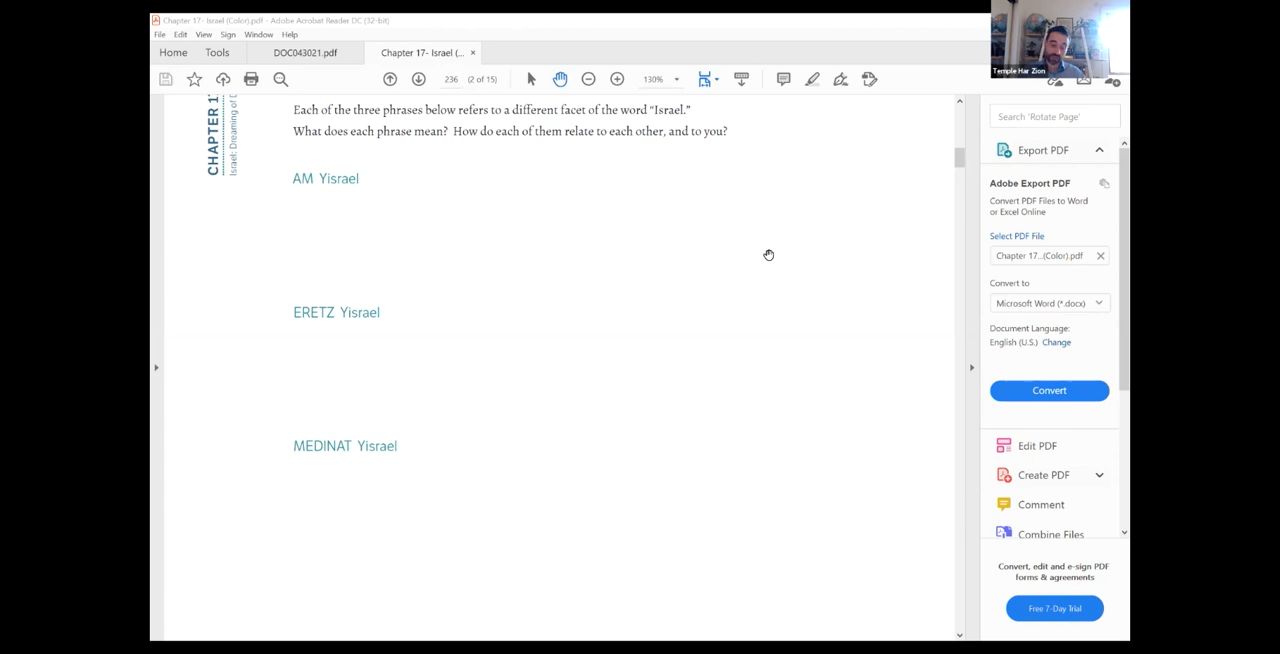 Chapter 17- Israel (Color).pdf - Adobe Acrobat Reader DC (32-bit)
File Edit View Sign Window Help
Home Tools DOC043021.pdf Chapter 17- Israel (... ×
236 (2 of 15) 130%
Temple Har Zion
CHAPTER 1
Israel: Dreaming of
Each of the three phrases below refers to a different facet of the word “Israel.”
What does each phrase mean? How do each of them relate to each other, and to you?
AM Yisrael
ERETZ Yisrael
MEDINAT Yisrael
Search 'Rotate Page'
Export PDF
Adobe Export PDF
Convert PDF Files to Word
or Excel Online
Select PDF File
Chapter 17...(Color).pdf
Convert to
Microsoft Word (*.docx)
Document Language:
English (U.S.) Change
Convert
Edit PDF
Create PDF
Comment
Combine Files
Convert, edit and e-sign PDF
forms & agreements
Free 7-Day Trial